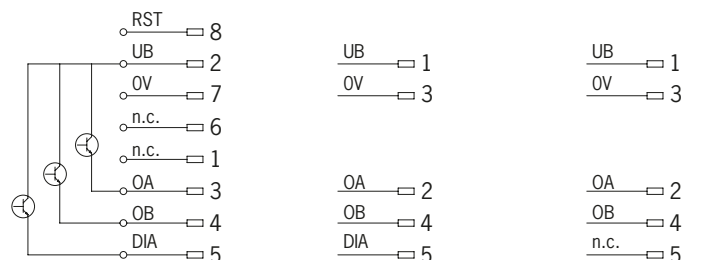 RST 8
UB 2 UB 1 UB 1
0V 7 0V 3 0V 3
n.c. 6
n.c. 1
OA 3 OA 2 OA 2
OB 4 OB 4 OB 4
DIA 5 DIA 5 n.c. 5